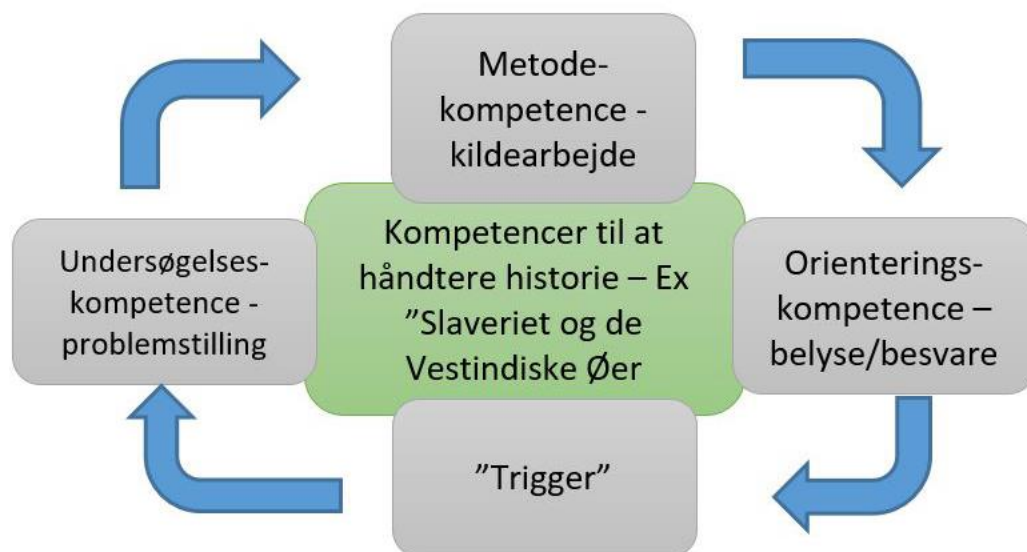 Metode-
kompetence -
kildearbejde
Undersøgelses-
kompetence -
problemstilling
Kompetencer til at
håndtere historie – Ex
”Slaveriet og de
Vestindiske Øer
Orienterings-
kompetence –
belyse/besvare
”Trigger”